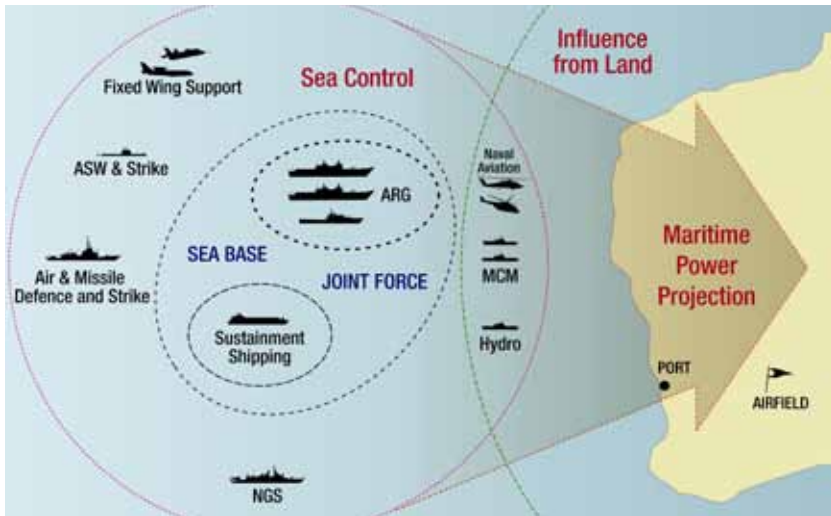 Fixed Wing Support
Sea Control
Influence
from Land
ASW & Strike
ARG
Naval
Aviation
SEA BASE
JOINT FORCE
Air & Missile
Defence and Strike
MCM
Maritime
Power
Projection
Sustainment
Shipping
Hydro
PORT
AIRFIELD
NGS